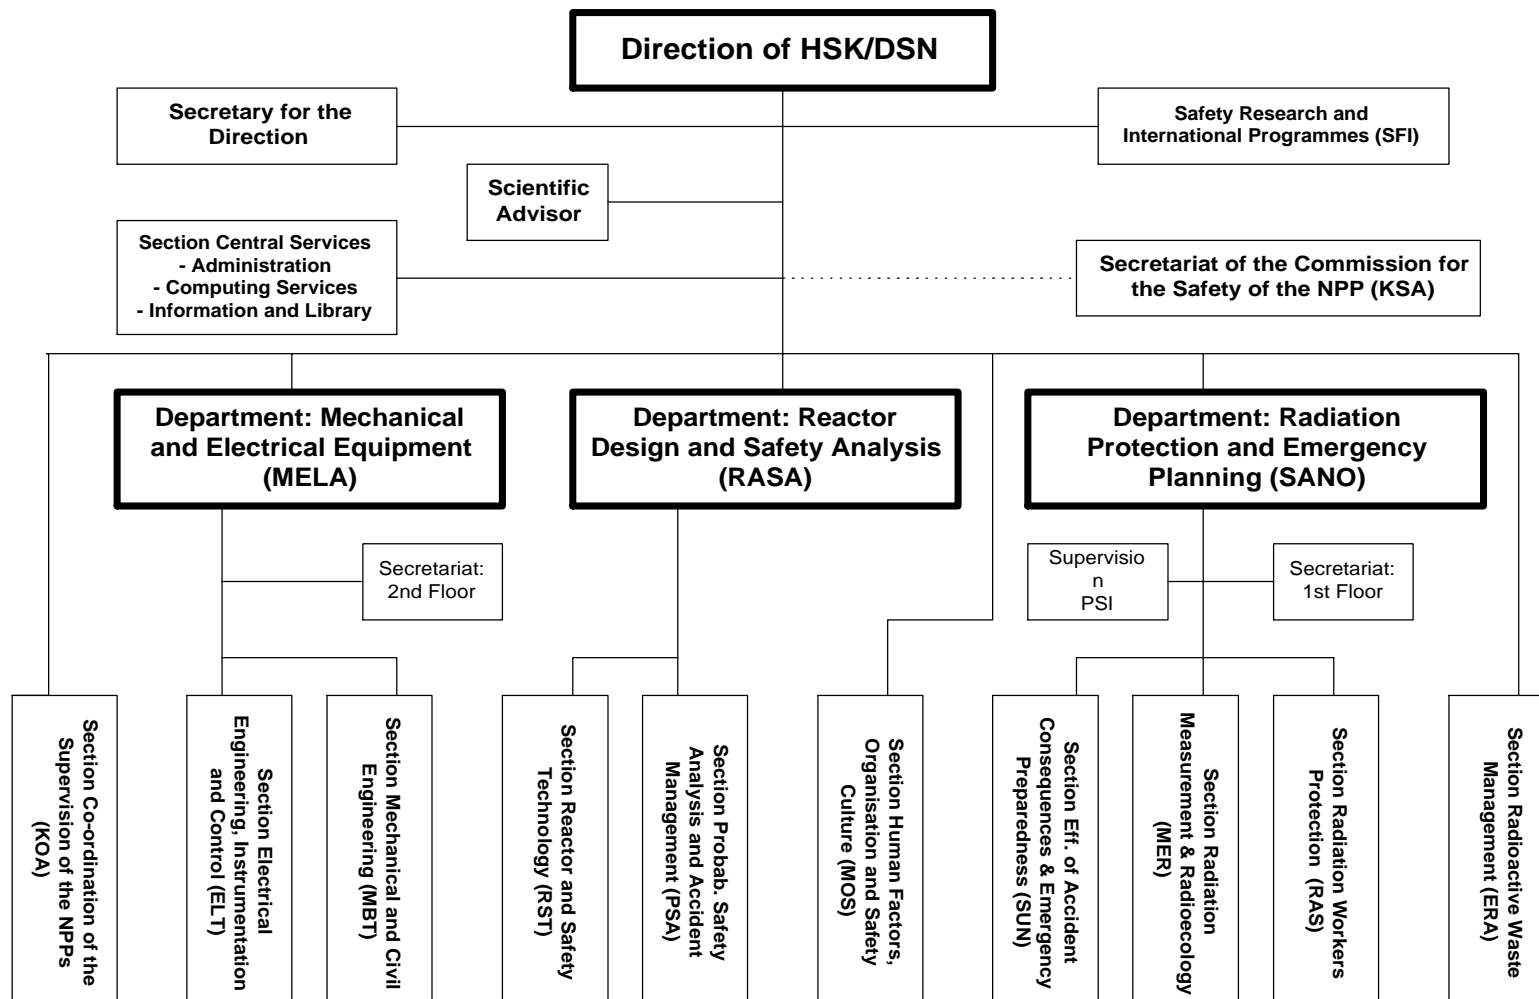 Direction of HSK/DSN
Secretary for the
Direction
Safety Research and
International Programmes (SFI)
Scientific
Advisor
Section Central Services
- Administration
- Computing Services
- Information and Library
Secretariat of the Commission for
the Safety of the NPP (KSA)
Department: Mechanical
and Electrical Equipment
(MELA)
Department: Reactor
Design and Safety Analysis
(RASA)
Department: Radiation
Protection and Emergency
Planning (SANO)
Secretariat:
2nd Floor
Supervisio
n
PSI
Secretariat:
1st Floor
Section Co-ordination of the
Supervision of the NPPs
(KOA)
Section Electrical
Engineering, Instrumentation
and Control (ELT)
Section Mechanical and Civil
Engineering (MBT)
Section Reactor and Safety
Technology (RST)
Section Probab. Safety
Analysis and Accident
Management (PSA)
Section Human Factors,
Organisation and Safety
Culture (MOS)
Section Eff. of Accident
Consequences & Emergency
Preparedness (SUN)
Section Radiation
Measurement & Radioecology
(MER)
Section Radiation Workers
Protection (RAS)
Section Radioactive Waste
Management (ERA)